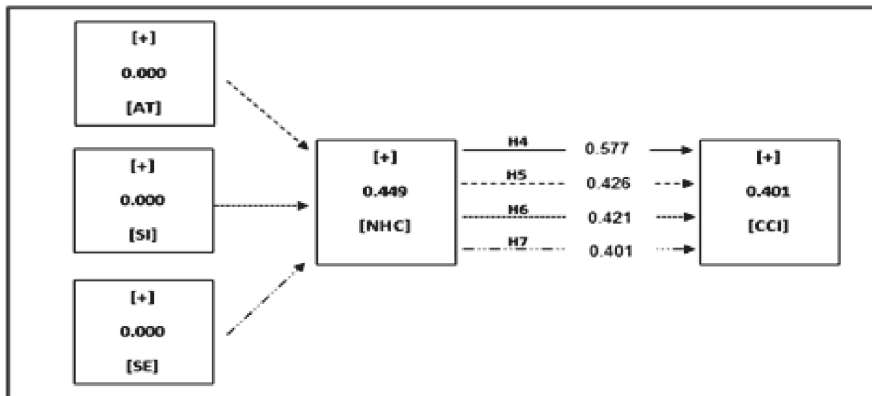 [+]
0.000
[AT]
[+]
0.000
[SI]
[+]
0.000
[SE]
[+]
0.449
[NHC]
H4 0.577
H5 0.426
H6 0.421
H7 0.401
[+]
0.401
[CCI]